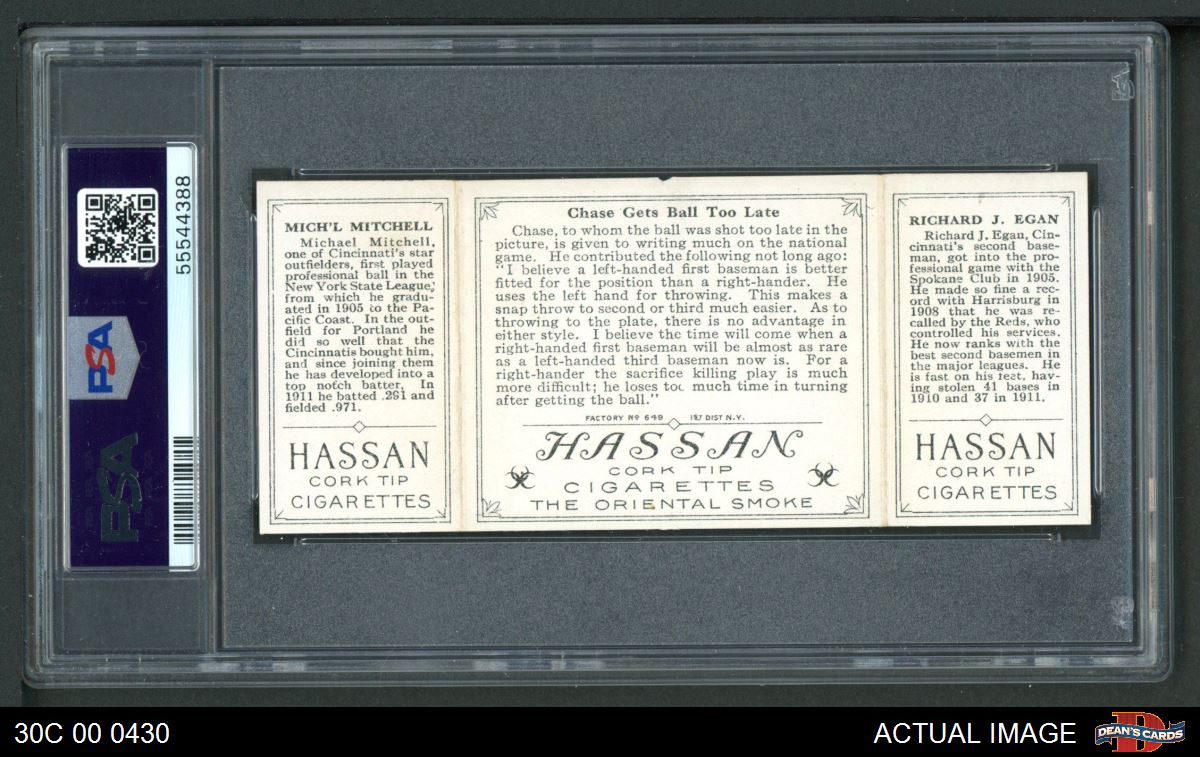 55544388
PSA
PSA
MICH'L MITCHELL
Michael Mitchell,
one of Cincinnati's star
outfielders, first played
professional ball in the
New York State League,
from which he gradu-
ated in 1905 to the Pa-
cific Coast. In the out-
field for Portland he
did so well that the
Cincinnatis bought him,
and since joining them
he has developed into a
top notch batter. In
1911 he batted .291 and
fielded .971.
HASSAN
CORK TIP
CIGARETTES
Chase Gets Ball Too Late
Chase, to whom the ball was shot too late in the
picture, is given to writing much on the national
game. He contributed the following not long ago:
"I believe a left-handed first baseman is better
fitted for the position than a right-hander. He
uses the left hand for throwing. This makes a
snap throw to second or third much easier. As to
throwing to the plate, there is no advantage in
either style. I believe the time will come when a
right-handed first baseman will be almost as rare
as a left-handed third baseman now is. For a
right-hander the sacrifice killing play is much
more difficult; he loses too much time in turning
after getting the ball."
FACTORY No 649 1ST DIST N.Y.
HASSAN
CORK TIP
CIGARETTES
THE ORIENTAL SMOKE
RICHARD J. EGAN
Richard J. Egan, Cin-
cinnati's second base-
man, got into the pro-
fessional game with the
Spokane Club in 1905.
He made so fine a rec-
ord with Harrisburg in
1908 that he was re-
called by the Reds, who
controlled his services.
He now ranks with the
best second basemen in
the major leagues. He
is fast on his feet, hav-
ing stolen 41 bases in
1910 and 37 in 1911.
HASSAN
CORK TIP
CIGARETTES
30C 00 0430
ACTUAL IMAGE
D
DEAN'S CARDS